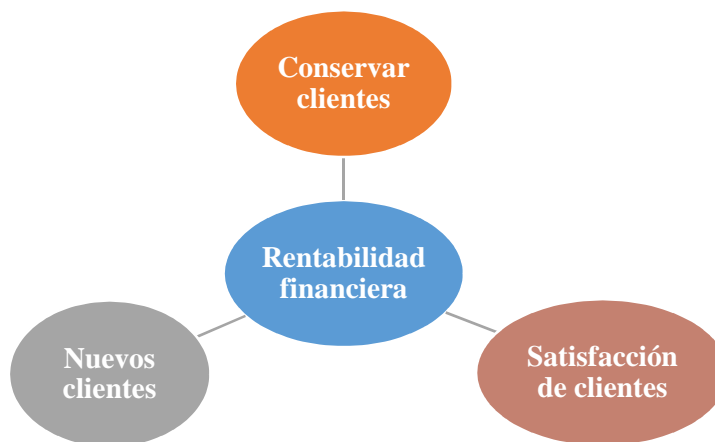 Conservar
clientes
Rentabilidad
financiera
Nuevos
clientes
Satisfacción
de clientes